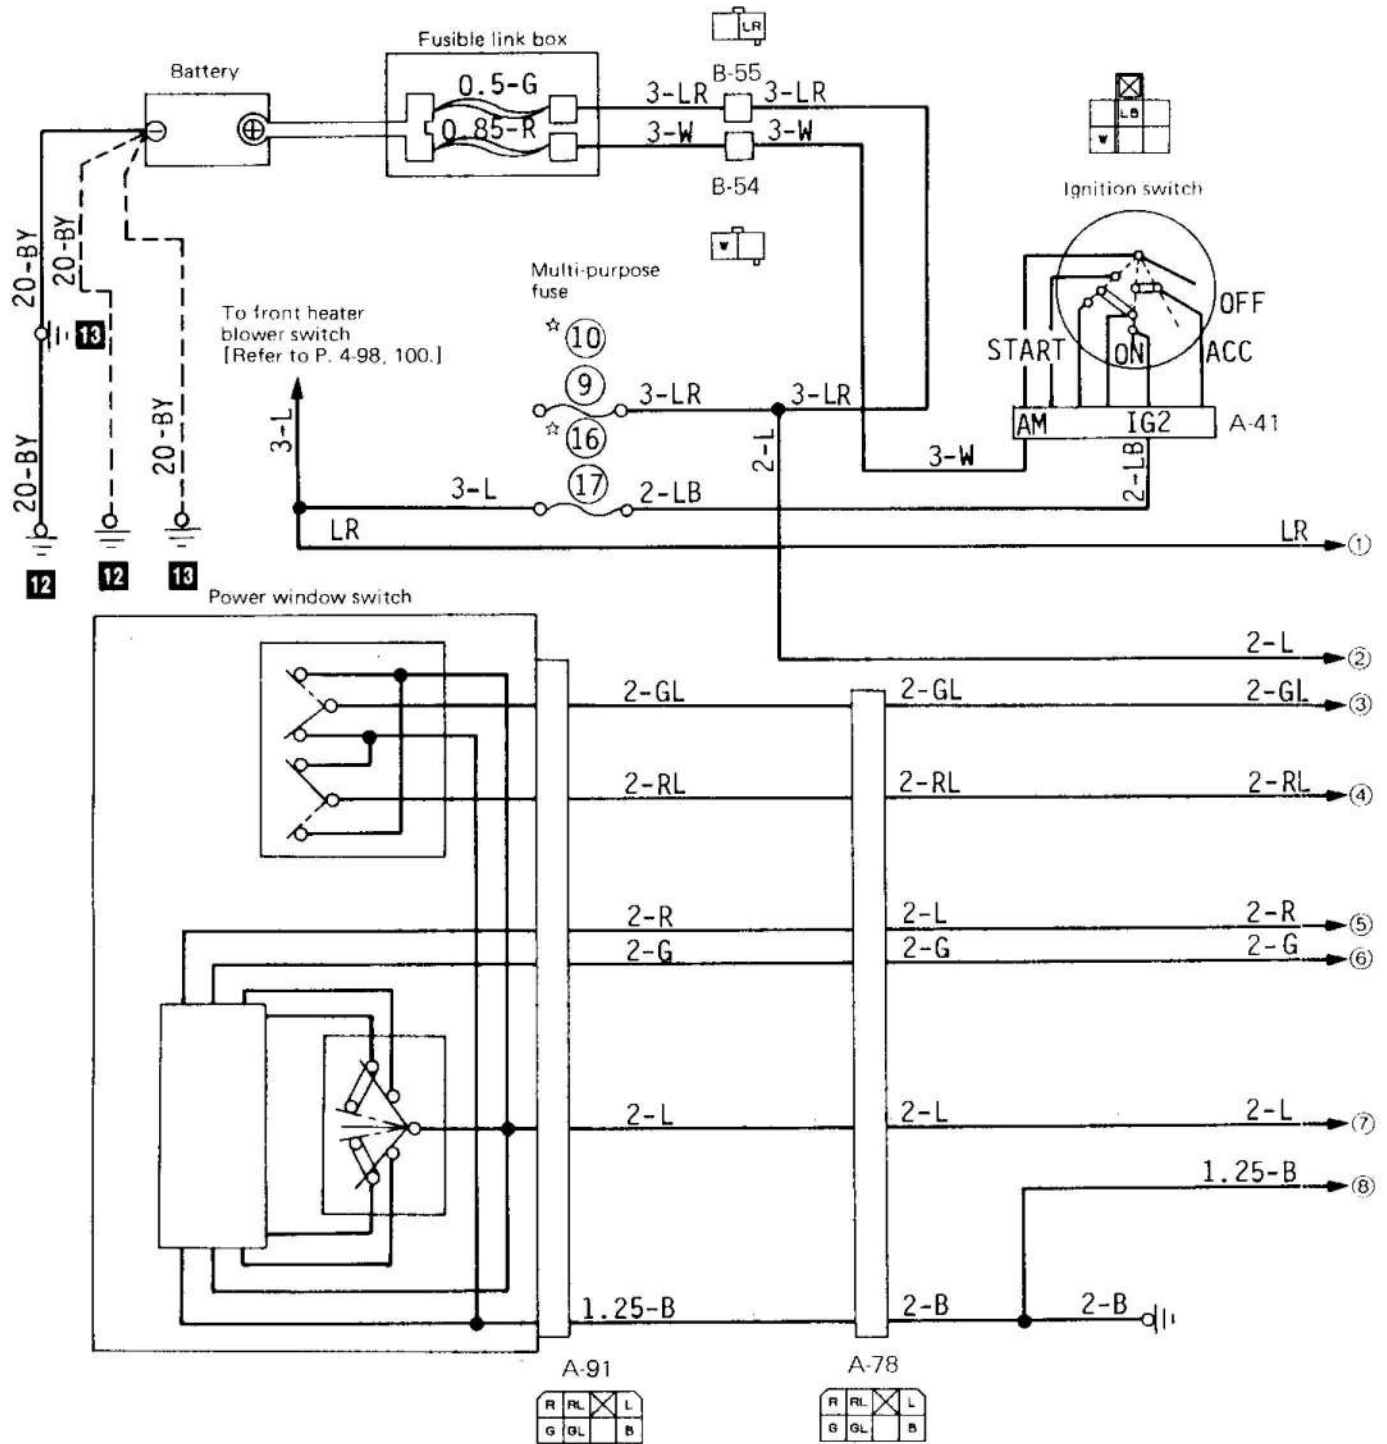 LR
Fusible link box
Battery
B-55
0.5-G
3-LR
3-LR
0.85-R
3-W
3-W
LB
W
B-54
Ignition switch
W
20-BY
20-BY
13
20-BY
20-BY
To front heater
blower switch
[Refer to P. 4-98, 100.]
Multi-purpose
fuse
☆ 10
9
3-LR
3-LR
OFF
START
ON
ACC
☆ 16
AM
IG2
A-41
3-L
2-L
3-W
2-LB
17
3-L
2-LB
LR
LR
1
12
12
13
Power window switch
2-L
2
2-GL
2-GL
2-GL
3
2-RL
2-RL
2-RL
4
2-R
2-L
2-R
5
2-G
2-G
2-G
6
2-L
2-L
2-L
7
1.25-B
8
1.25-B
2-B
2-B
A-91
A-78
R RL L
G GL B
R RL L
G GL B